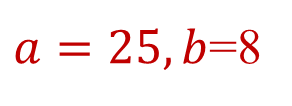 a = 25, b=8